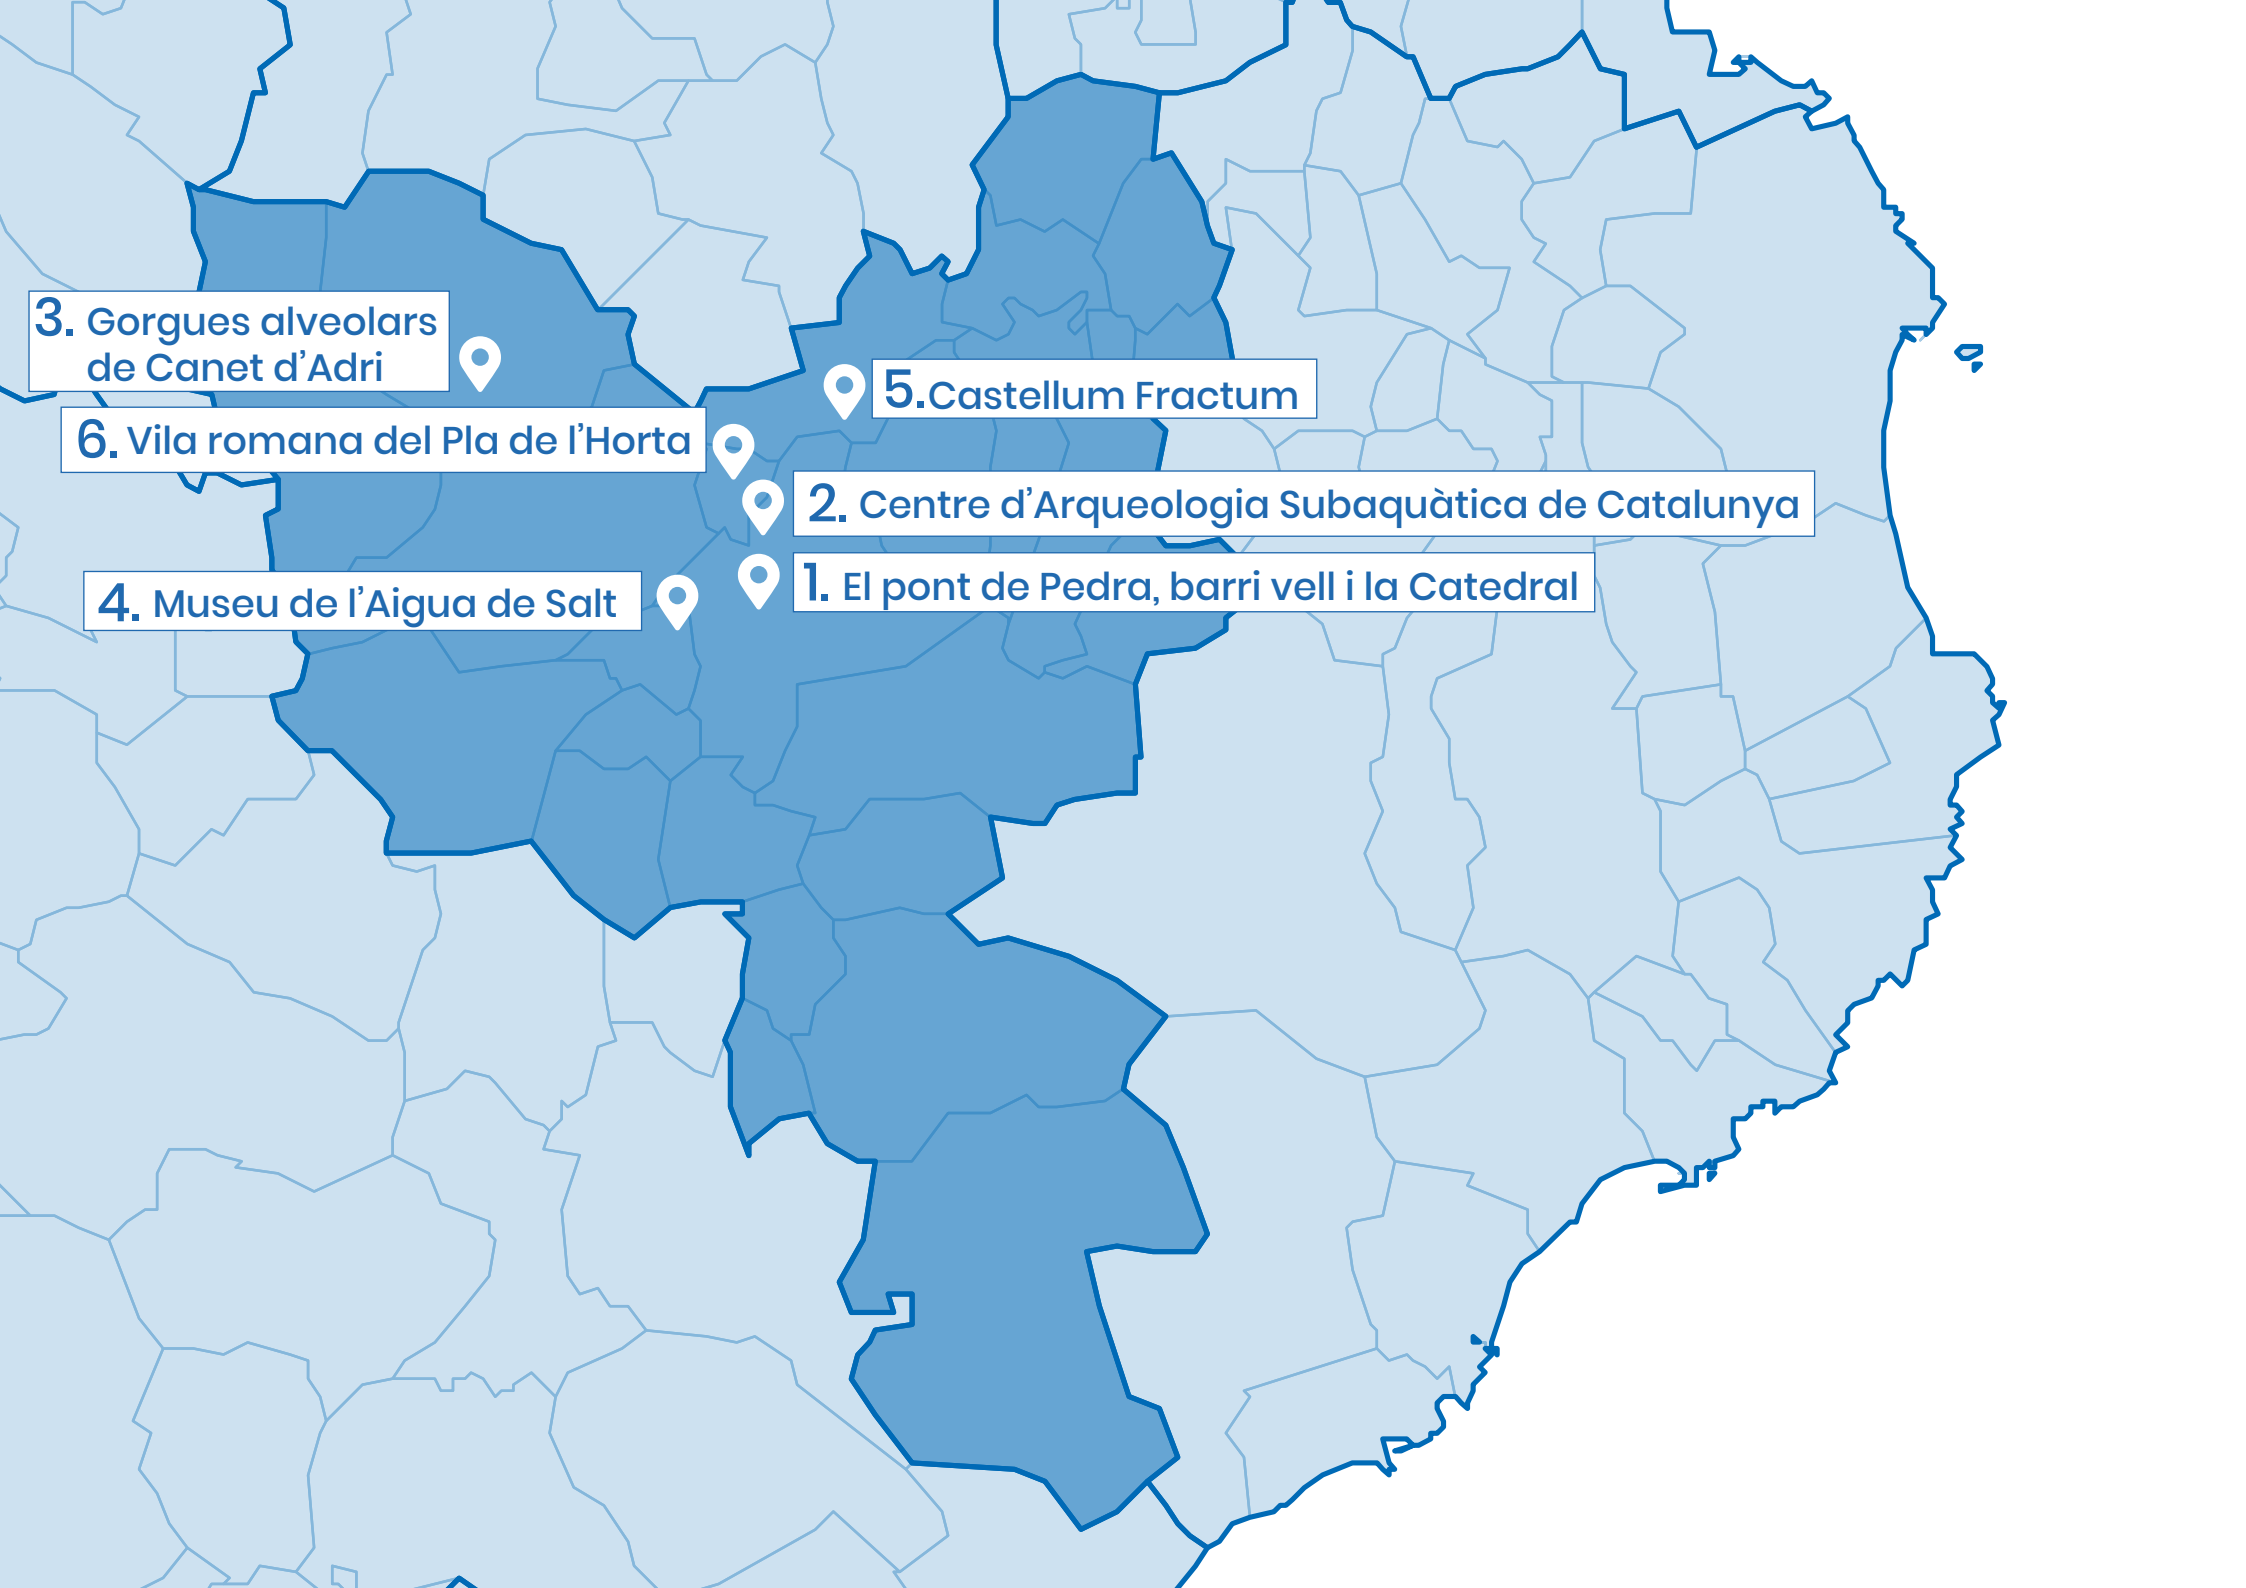 3. Gorgues alveolars
de Canet d’Adri
5.Castellum Fractum
6. Vila romana del Pla de l’Horta
2. Centre d’Arqueologia Subaquàtica de Catalunya
1. El pont de Pedra, barri vell i la Catedral
4. Museu de l’Aigua de Salt